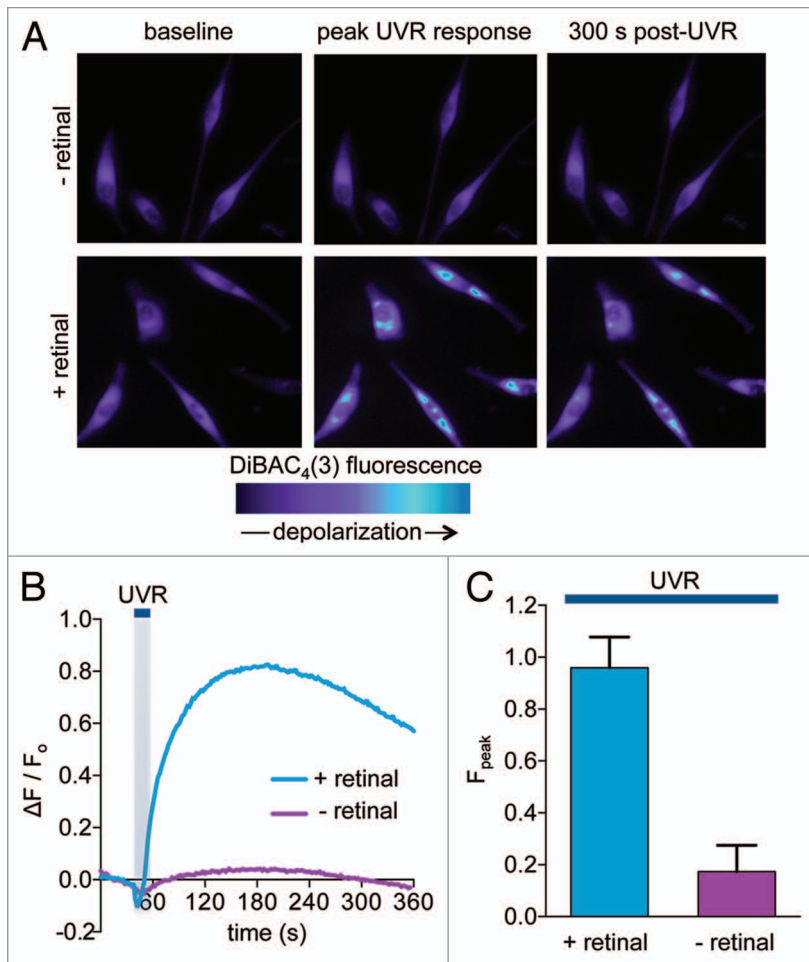 A
baseline
peak UVR response
300 s post-UVR
- retinal
+ retinal
DiBAC₄(3) fluorescence
— depolarization →
B
UVR
1.0
0.8
0.6
0.4
0.2
0.0
-0.2
ΔF / Fₒ
+ retinal
- retinal
60 120 180 240 300 360
time (s)
C
UVR
1.2
1.0
0.8
0.6
0.4
0.2
0.0
F_peak
+ retinal - retinal